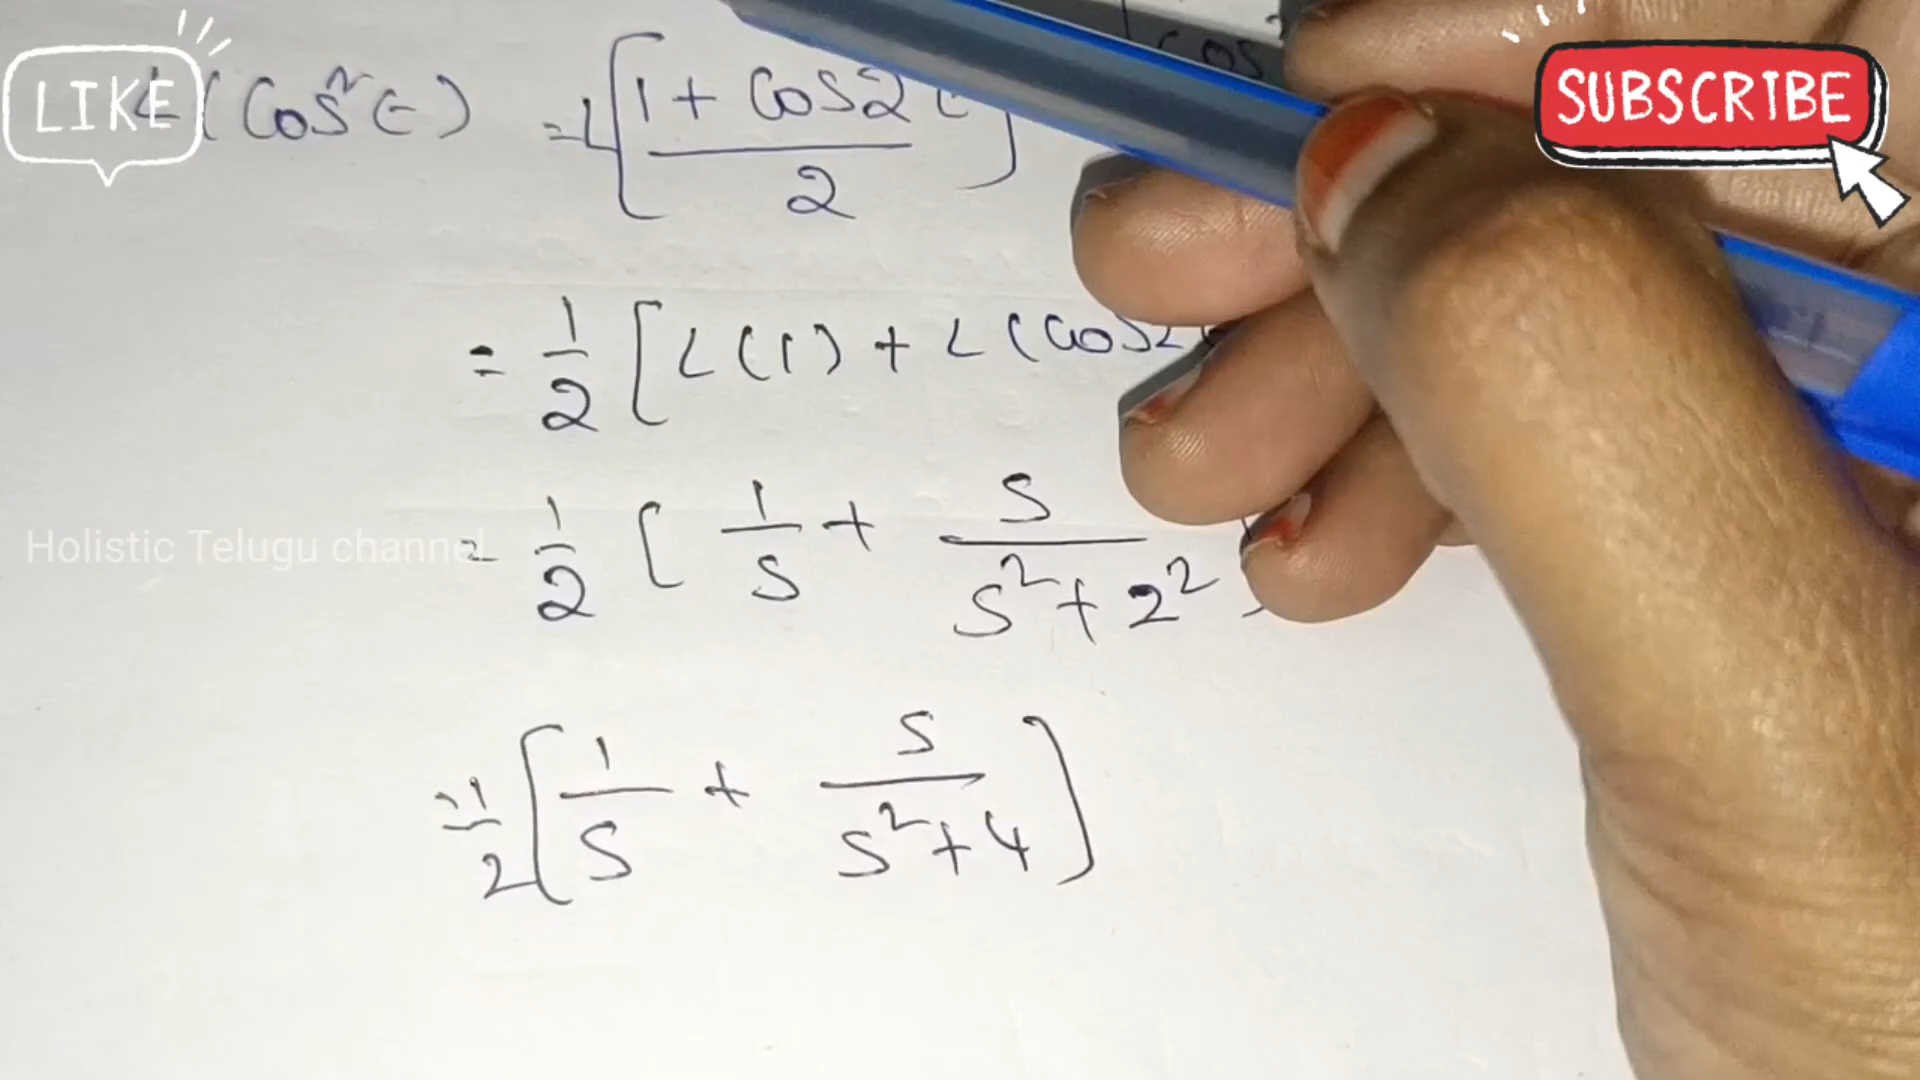 LIKE
SUBSCRIBE
L(cos²t) = L[(1 + cos2t)/2]
cos
= 1/2 [L(1) + L(cos2
= 1/2 [1/s + s/(s²+2²)]
Holistic Telugu channel
= 1/2 [1/s + s/(s²+4)]